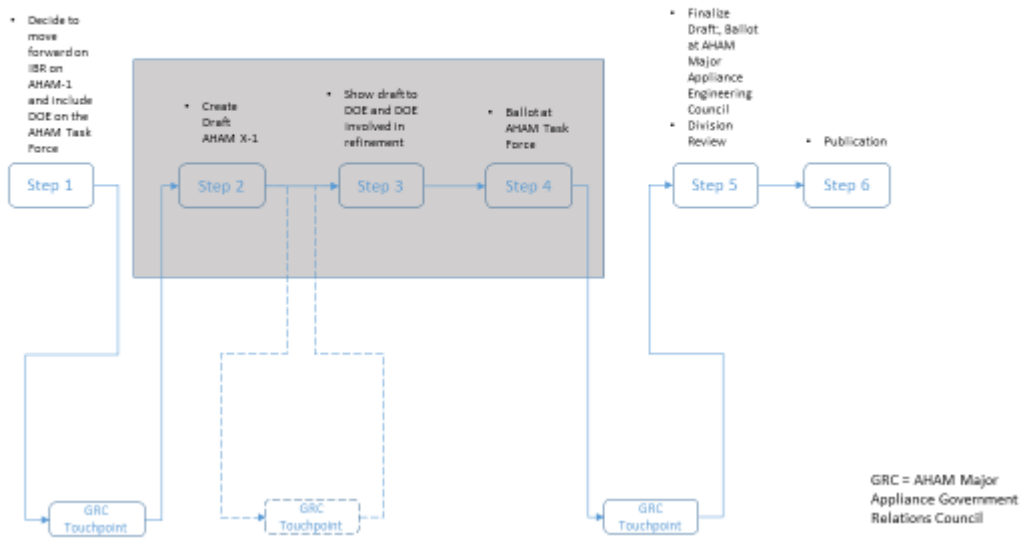 • Decide to
move
forward on
IBR on
AHAM-1
and include
DOE on the
AHAM Task
Force
Step 1
• Create
Draft
AHAM X-1
Step 2
• Show draft to
DOE and DOE
involved in
refinement
Step 3
• Ballot at
AHAM Task
Force
Step 4
• Finalize
Draft, Ballot
at AHAM
Major
Appliance
Engineering
Council
• Division
Review
Step 5
• Publication
Step 6
GRC
Touchpoint
GRC
Touchpoint
GRC
Touchpoint
GRC = AHAM Major
Appliance Government
Relations Council